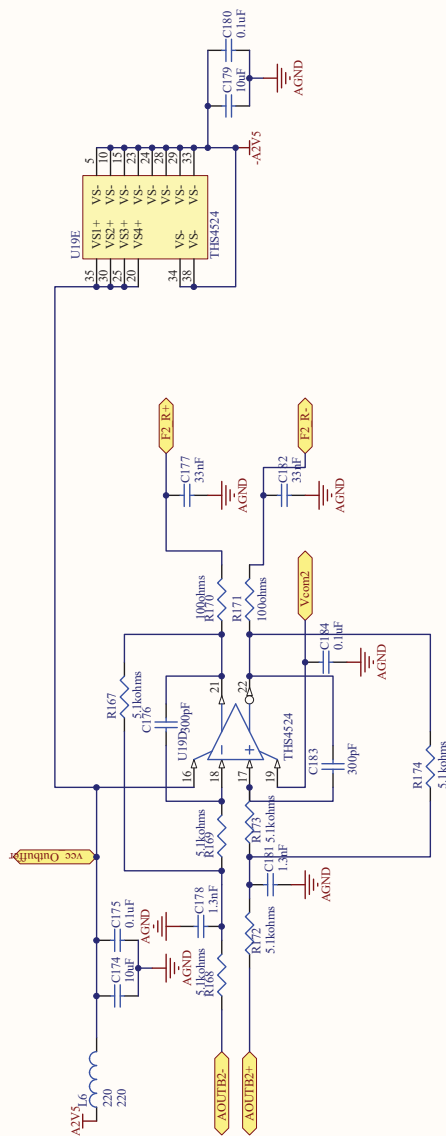 A2V5
L6
220
220
C174
10uF
C175
0.1uF
AGND
vcc_Outbuffer
AGND
C178
1.3nF
AOUTB2-
AOUTB2+
5.1kohms
R168
R172
5.1kohms
C181
1.3nF
AGND
5.1kohms
R169
R173
5.1kohms
R167
5.1kohms
C176
300pF
U19D
THS4524
16
18
17
19
21
22
C183
300pF
R174
5.1kohms
C184
0.1uF
AGND
Vcom2
100ohms
R170
R171
100ohms
C177
33nF
AGND
C182
33nF
AGND
F2_R+
F2_R-
U19E
THS4524
35
30
25
20
34
38
VS1+
VS2+
VS3+
VS4+
VS-
VS-
VS-
VS-
VS-
VS-
VS-
VS-
VS-
VS-
5
10
15
23
24
28
29
33
-A2V5
C179
10uF
C180
0.1uF
AGND